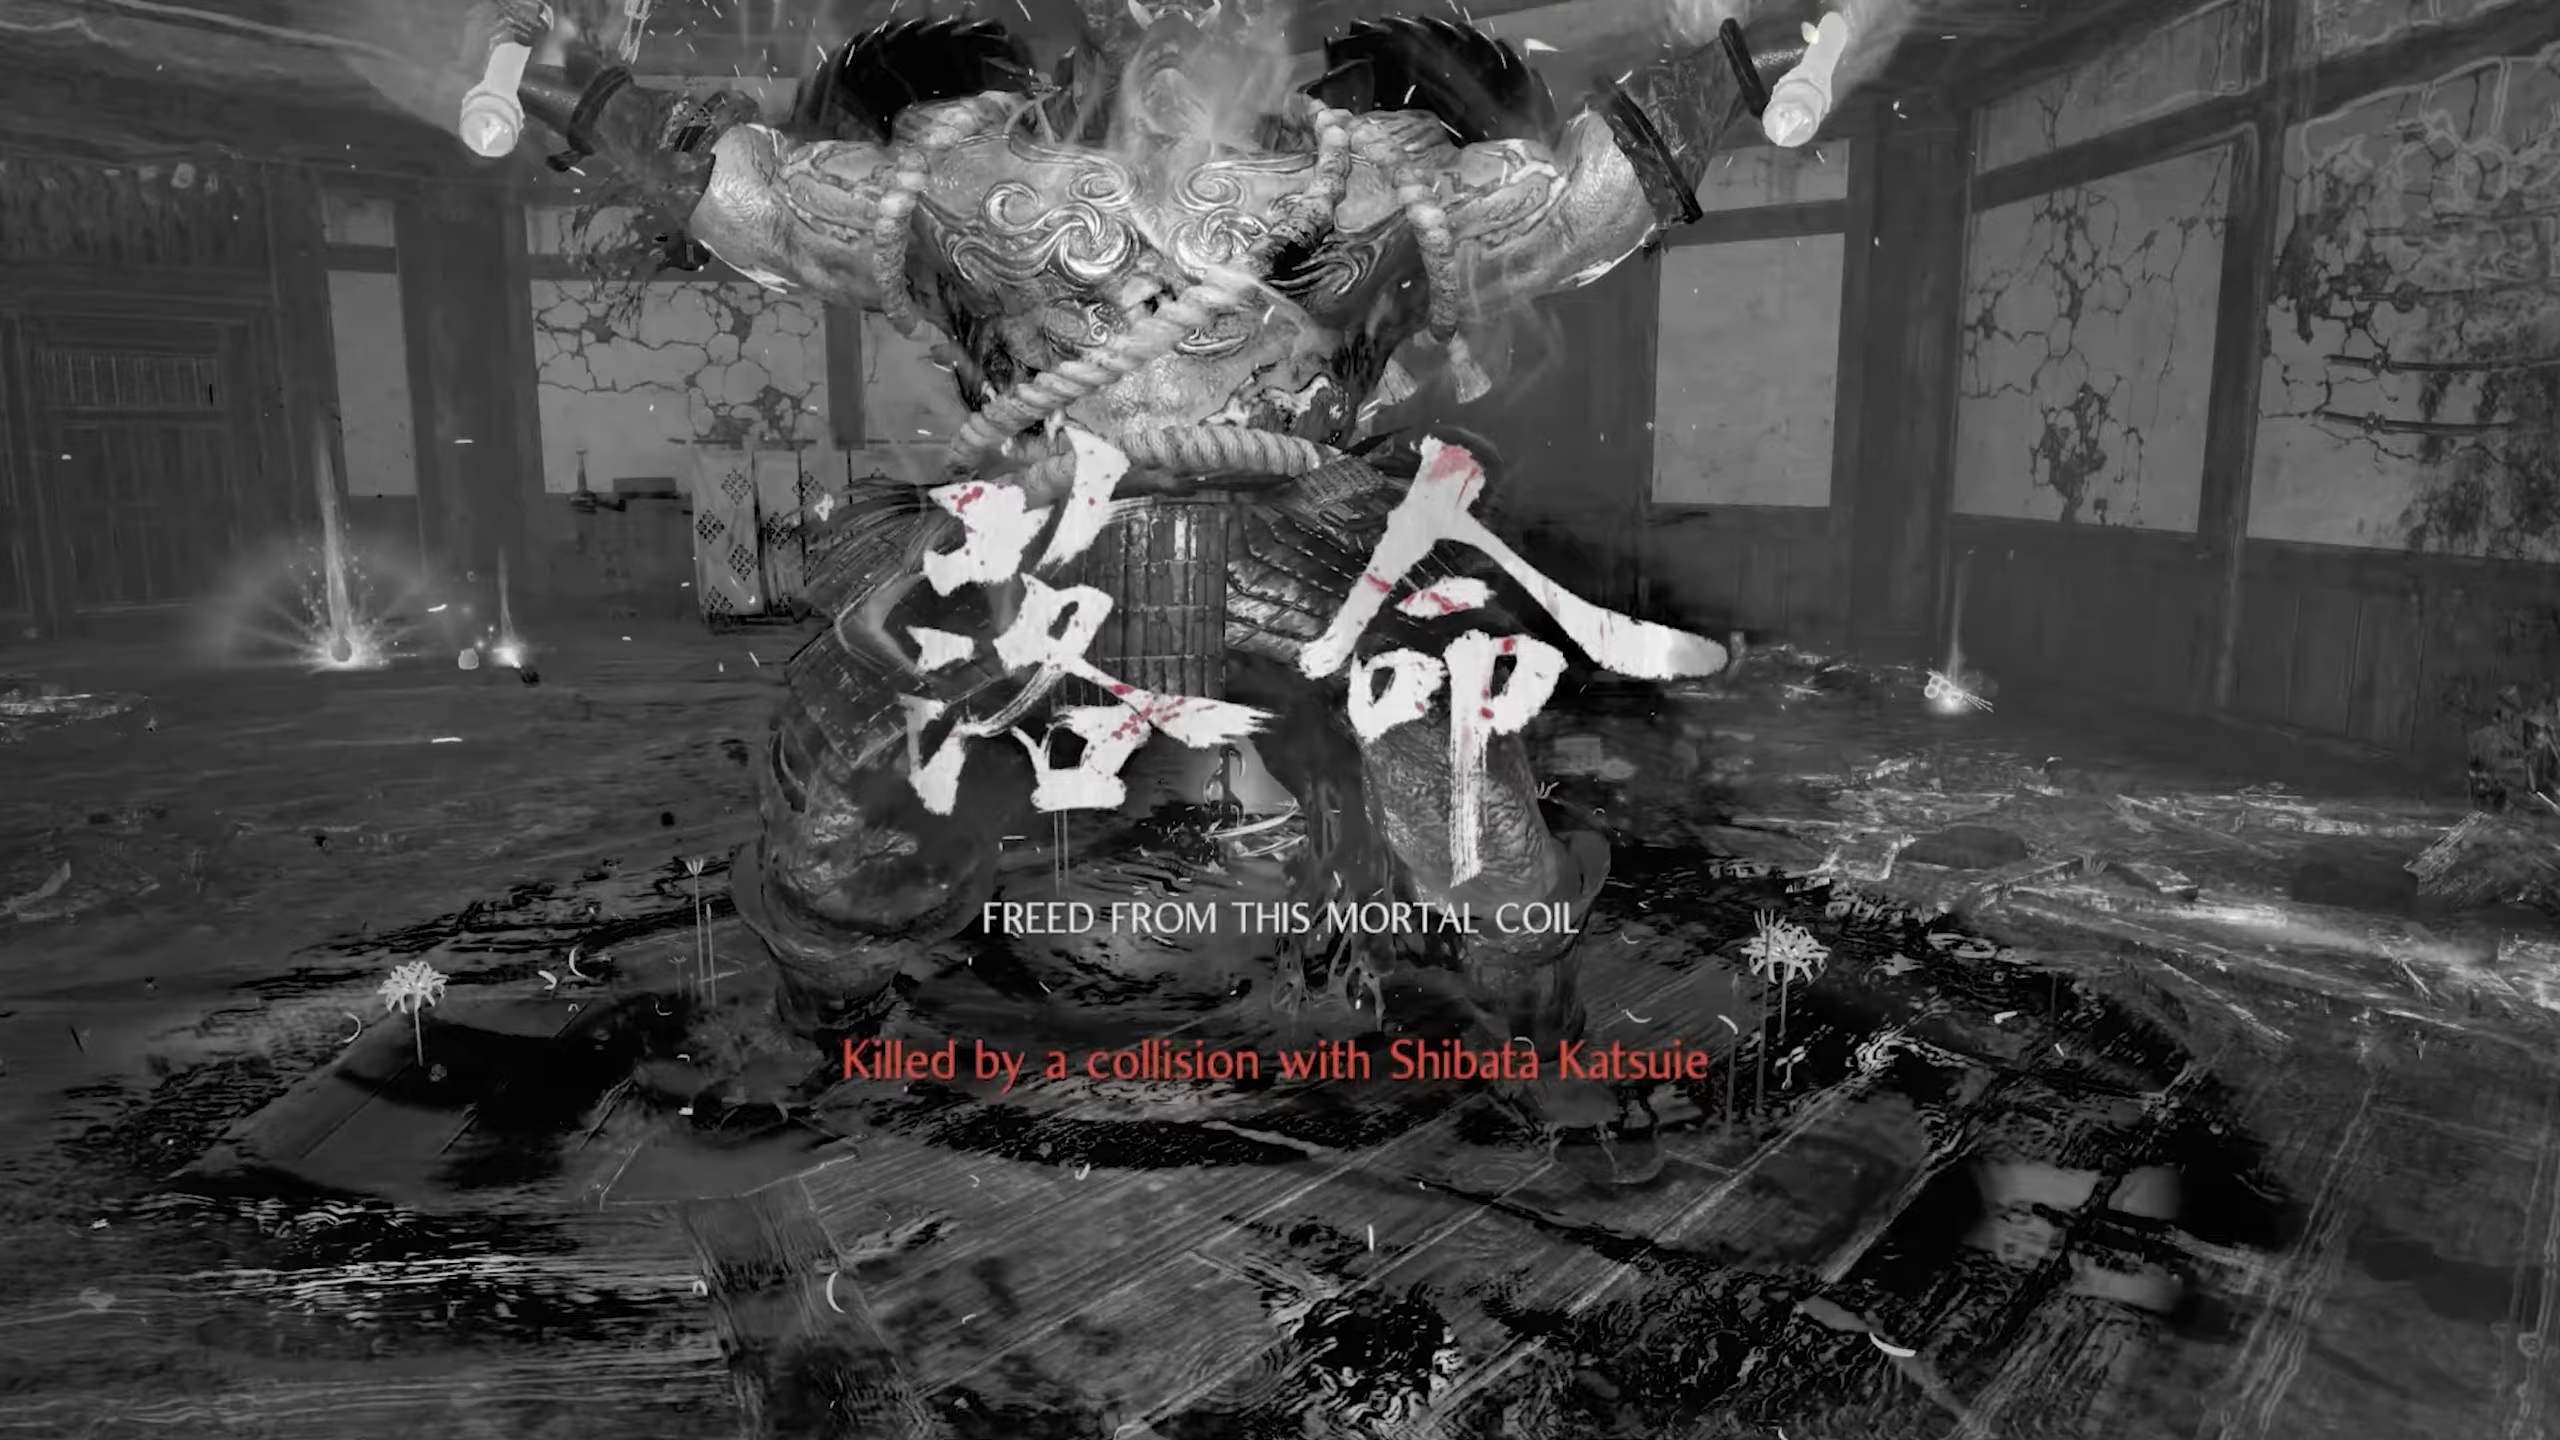 落命
FREED FROM THIS MORTAL COIL
Killed by a collision with Shibata Katsuie